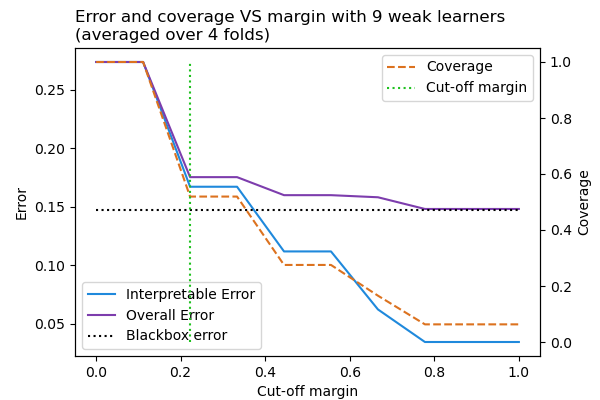 Error and coverage VS margin with 9 weak learners
(averaged over 4 folds)
Coverage
Cut-off margin
Interpretable Error
Overall Error
Blackbox error
Error
0.25
0.20
0.15
0.10
0.05
1.0
0.8
0.6
0.4
0.2
0.0
Coverage
0.0 0.2 0.4 0.6 0.8 1.0
Cut-off margin